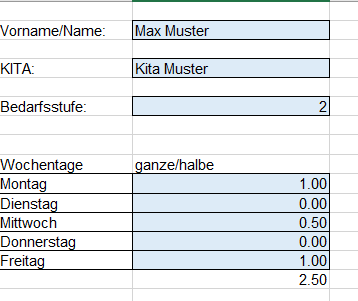 Vorname/Name: Max Muster
KITA: Kita Muster
Bedarfsstufe: 2
Wochentage ganze/halbe
Montag 1.00
Dienstag 0.00
Mittwoch 0.50
Donnerstag 0.00
Freitag 1.00
2.50